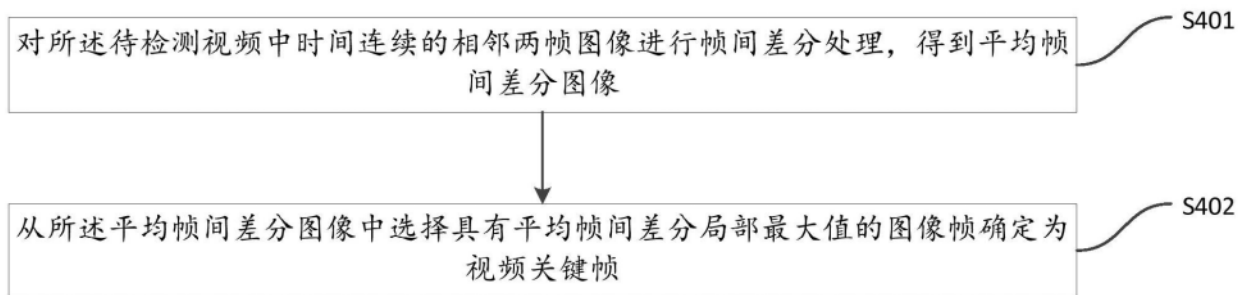 对所述待检测视频中时间连续的相邻两帧图像进行帧间差分处理，得到平均帧
间差分图像
S401
从所述平均帧间差分图像中选择具有平均帧间差分局部最大值的图像帧确定为
视频关键帧
S402